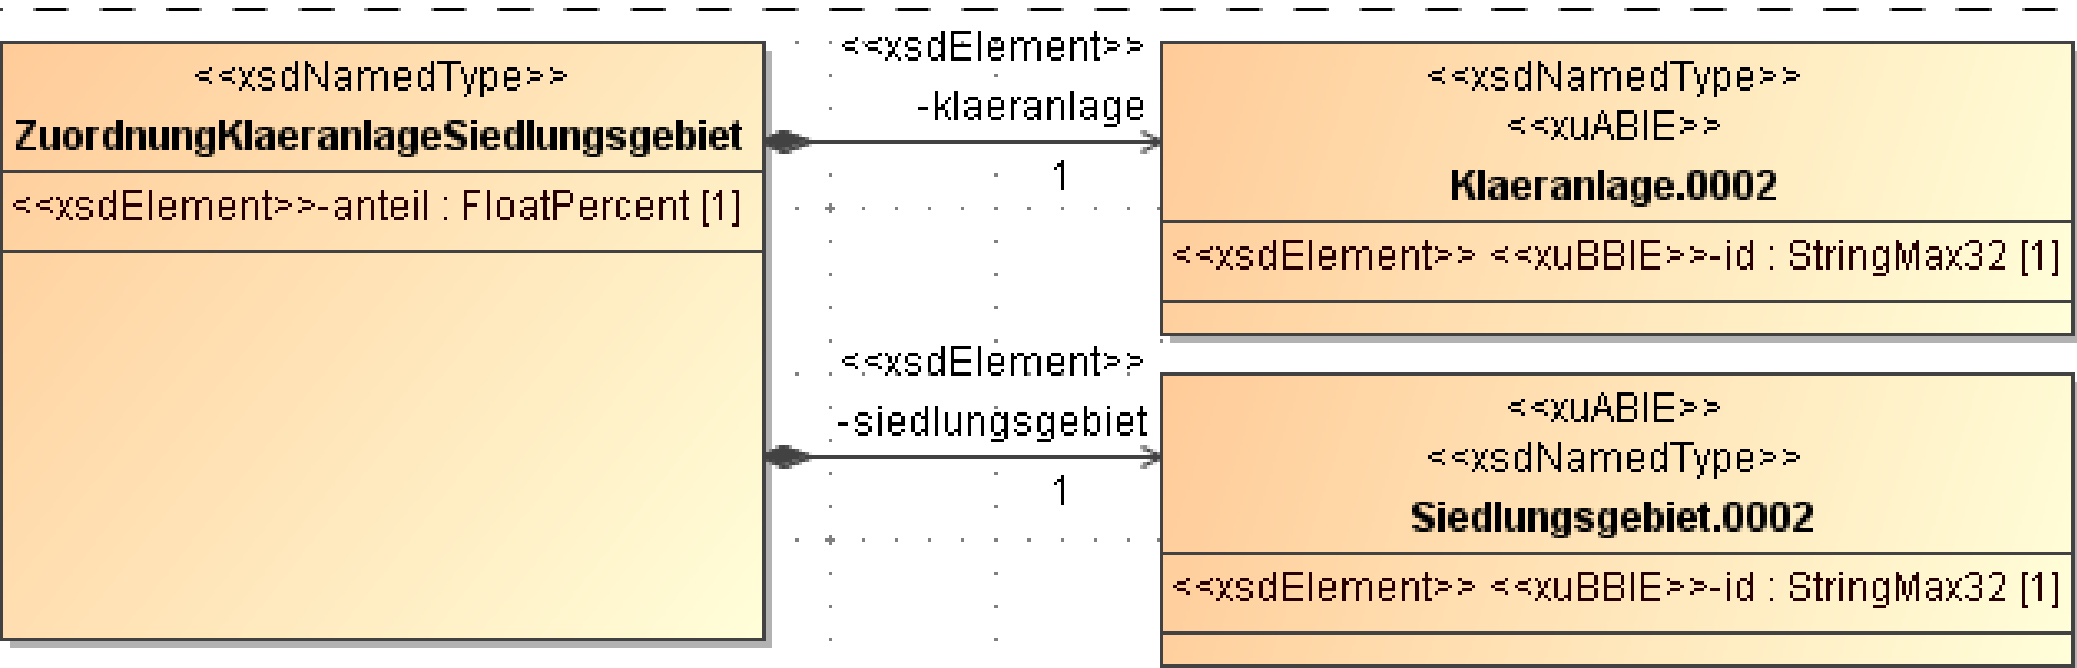 <<xsdNamedType>>
ZuordnungKlaeranlageSiedlungsgebiet
<<xsdElement>>-anteil : FloatPercent [1]
<<xsdElement>>
-klaeranlage
1
<<xsdNamedType>>
<<xuABIE>>
Klaeranlage.0002
<<xsdElement>> <<xuBBIE>>-id : StringMax32 [1]
<<xsdElement>>
-siedlungsgebiet
1
<<xuABIE>>
<<xsdNamedType>>
Siedlungsgebiet.0002
<<xsdElement>> <<xuBBIE>>-id : StringMax32 [1]